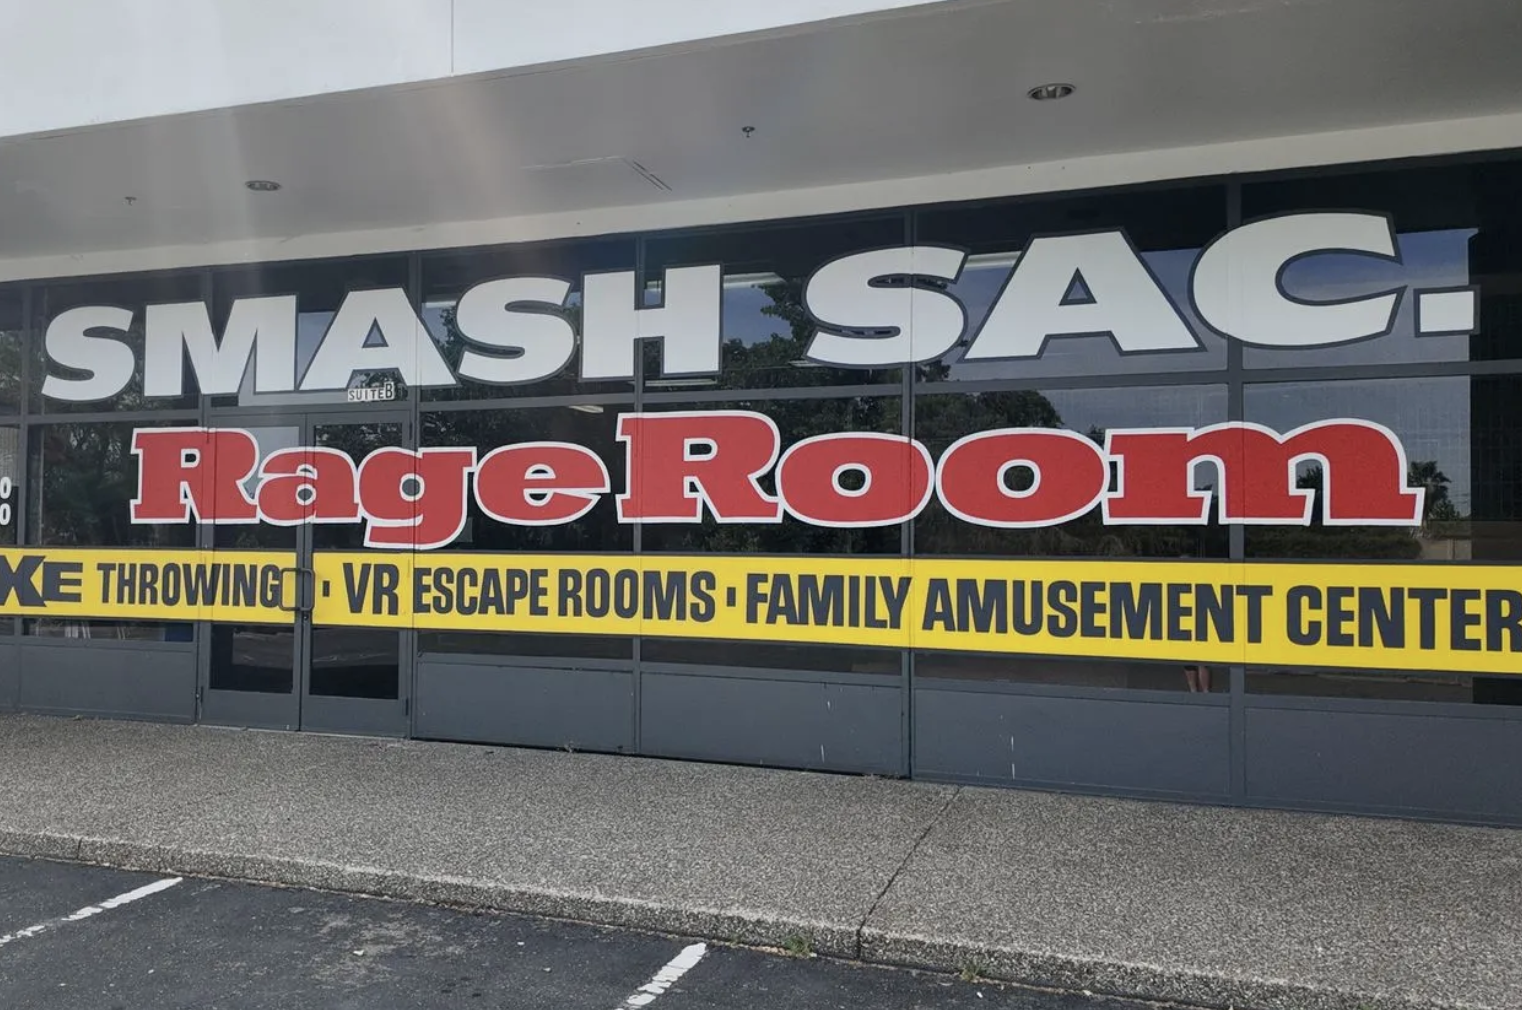 SMASH SAC.
SUITE B
Rage Room
THROWING · VR ESCAPE ROOMS · FAMILY AMUSEMENT CENTER